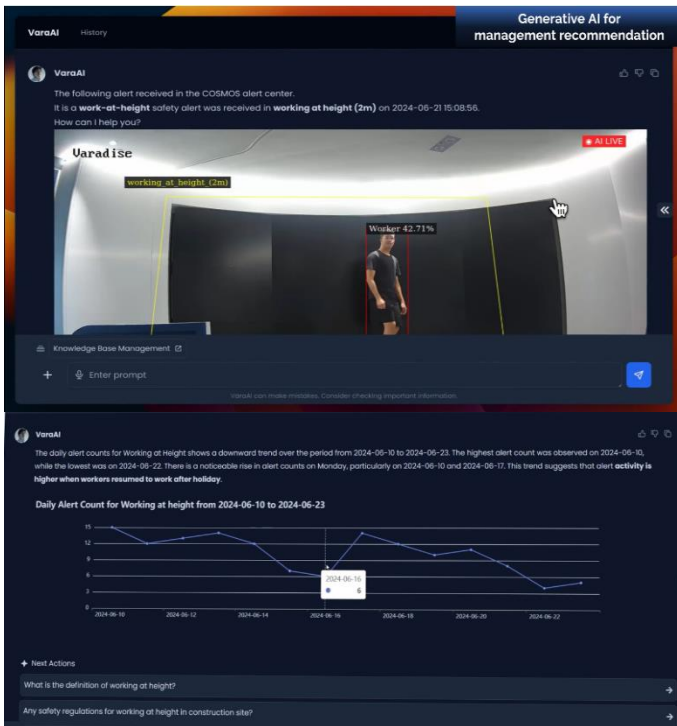 Generative AI for
management recommendation
VaraAI History
VaraAI
The following alert received in the COSMOS alert center.
It is a work-at-height safety alert was received in working at height (2m) on 2024-06-21 15:08:56.
How can I help you?
Varadise
AI LIVE
working_at_height_(2m)
Worker 42.71%
Knowledge Base Management
Enter prompt
VaraAI can make mistakes. Consider checking important information.
VaraAI
The daily alert counts for Working at Height shows a downward trend over the period from 2024-06-10 to 2024-06-23. The highest alert count was observed on 2024-06-10,
while the lowest was on 2024-06-22. There is a noticeable rise in alert counts on Monday, particularly on 2024-06-10 and 2024-06-17. This trend suggests that alert activity is
higher when workers resumed to work after holiday.
Daily Alert Count for Working at height from 2024-06-10 to 2024-06-23
15
12
9
6
3
0
2024-06-16
6
2024-06-10 2024-06-12 2024-06-14 2024-06-16 2024-06-18 2024-06-20 2024-06-22
Next Actions
What is the definition of working at height?
Any safety regulations for working at height in construction site?